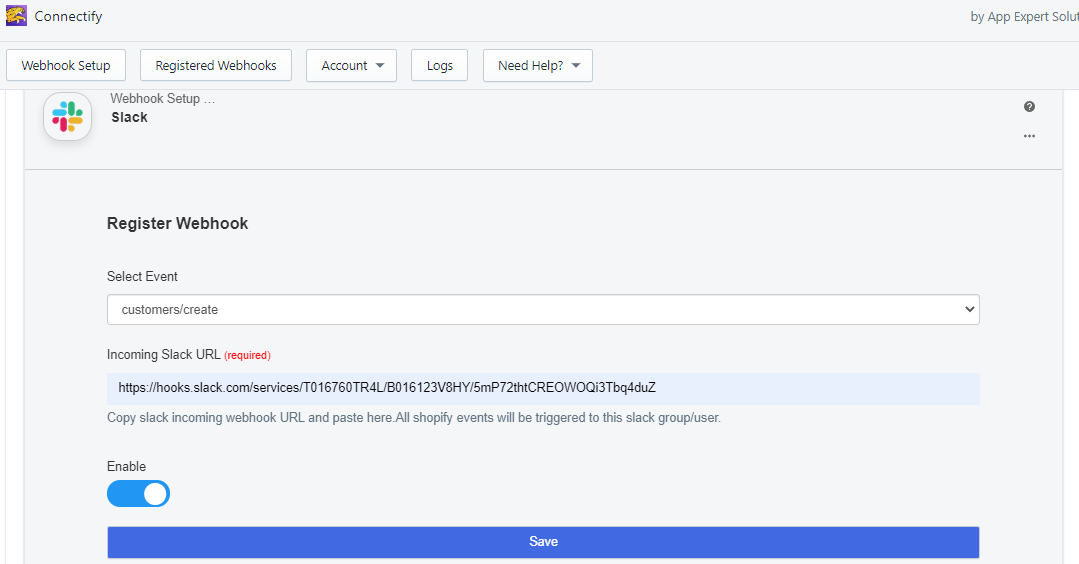 Connectify
by App Expert Solut
Webhook Setup
Registered Webhooks
Account
Logs
Need Help?
Webhook Setup ...
Slack
Register Webhook
Select Event
customers/create
Incoming Slack URL (required)
https://hooks.slack.com/services/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
Copy slack incoming webhook URL and paste here.All shopify events will be triggered to this slack group/user.
Enable
Save